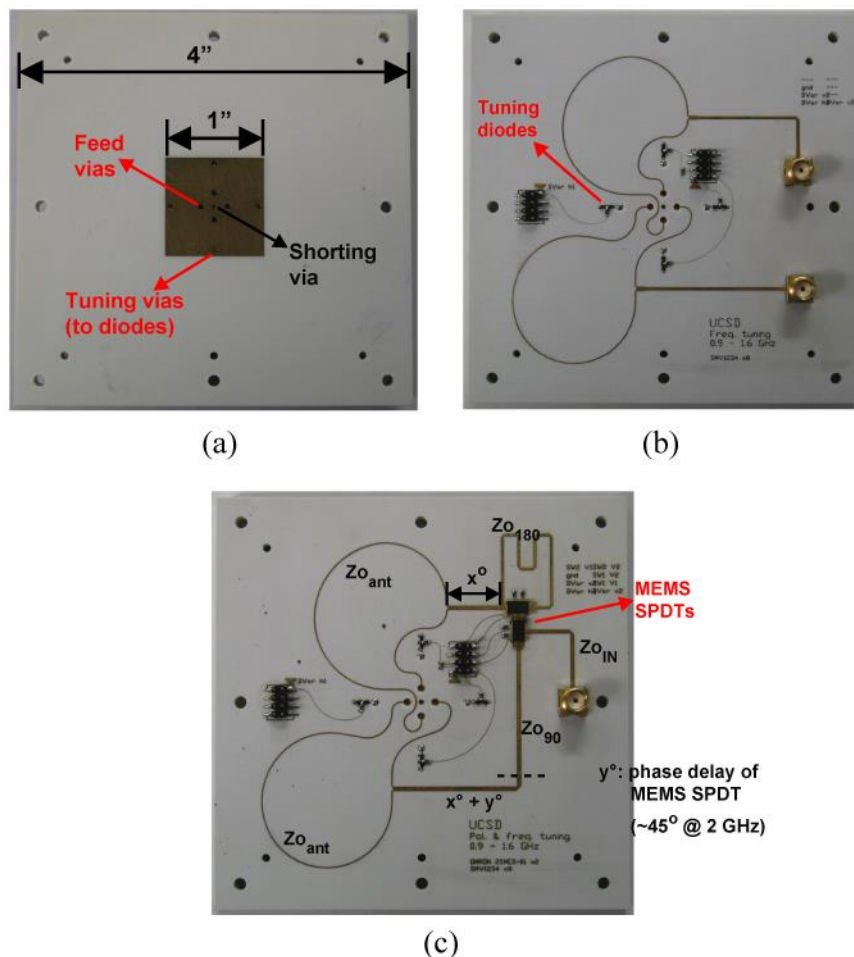 4”
1”
Feed
vias
Shorting
via
Tuning vias
(to diodes)
(a)
Tuning
diodes
gnd
UCSD
Freq. tuning
0.9 - 1.6 GHz
(b)
Zo180
Zoant
x°
gnd
MEMS
SPDTs
ZoIN
Zo90
y°: phase delay of
MEMS SPDT
(~45° @ 2 GHz)
x° + y°
Zoant
UCSD
Pol. & freq. tuning
0.9 - 1.6 GHz
(c)